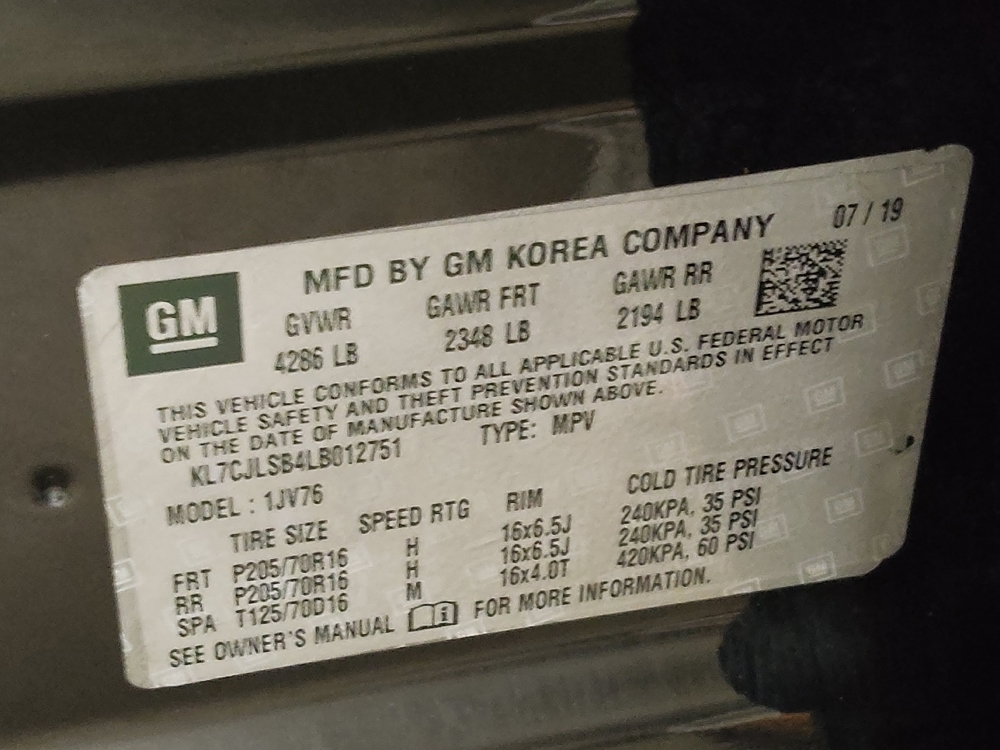 07 / 19
MFD BY GM KOREA COMPANY
GM
GVWR GAWR FRT GAWR RR
4286 LB 2348 LB 2194 LB
THIS VEHICLE CONFORMS TO ALL APPLICABLE U.S. FEDERAL MOTOR
VEHICLE SAFETY AND THEFT PREVENTION STANDARDS IN EFFECT
ON THE DATE OF MANUFACTURE SHOWN ABOVE.
KL7CJLSB4LB012751 TYPE: MPV
MODEL : 1JV76
TIRE SIZE SPEED RTG RIM COLD TIRE PRESSURE
FRT P205/70R16 H 16x6.5J 240KPA, 35 PSI
RR P205/70R16 H 16x6.5J 240KPA, 35 PSI
SPA T125/70D16 M 16x4.0T 420KPA, 60 PSI
SEE OWNER'S MANUAL i FOR MORE INFORMATION.